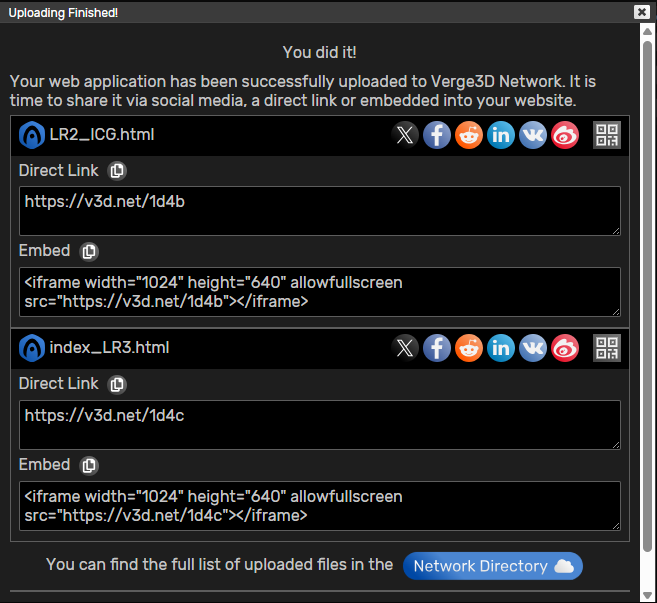 Uploading Finished!
You did it!
Your web application has been successfully uploaded to Verge3D Network. It is
time to share it via social media, a direct link or embedded into your website.
LR2_ICG.html
Direct Link
https://v3d.net/1d4b
Embed
<iframe width="1024" height="640" allowfullscreen
src="https://v3d.net/1d4b"></iframe>
index_LR3.html
Direct Link
https://v3d.net/1d4c
Embed
<iframe width="1024" height="640" allowfullscreen
src="https://v3d.net/1d4c"></iframe>
You can find the full list of uploaded files in the Network Directory